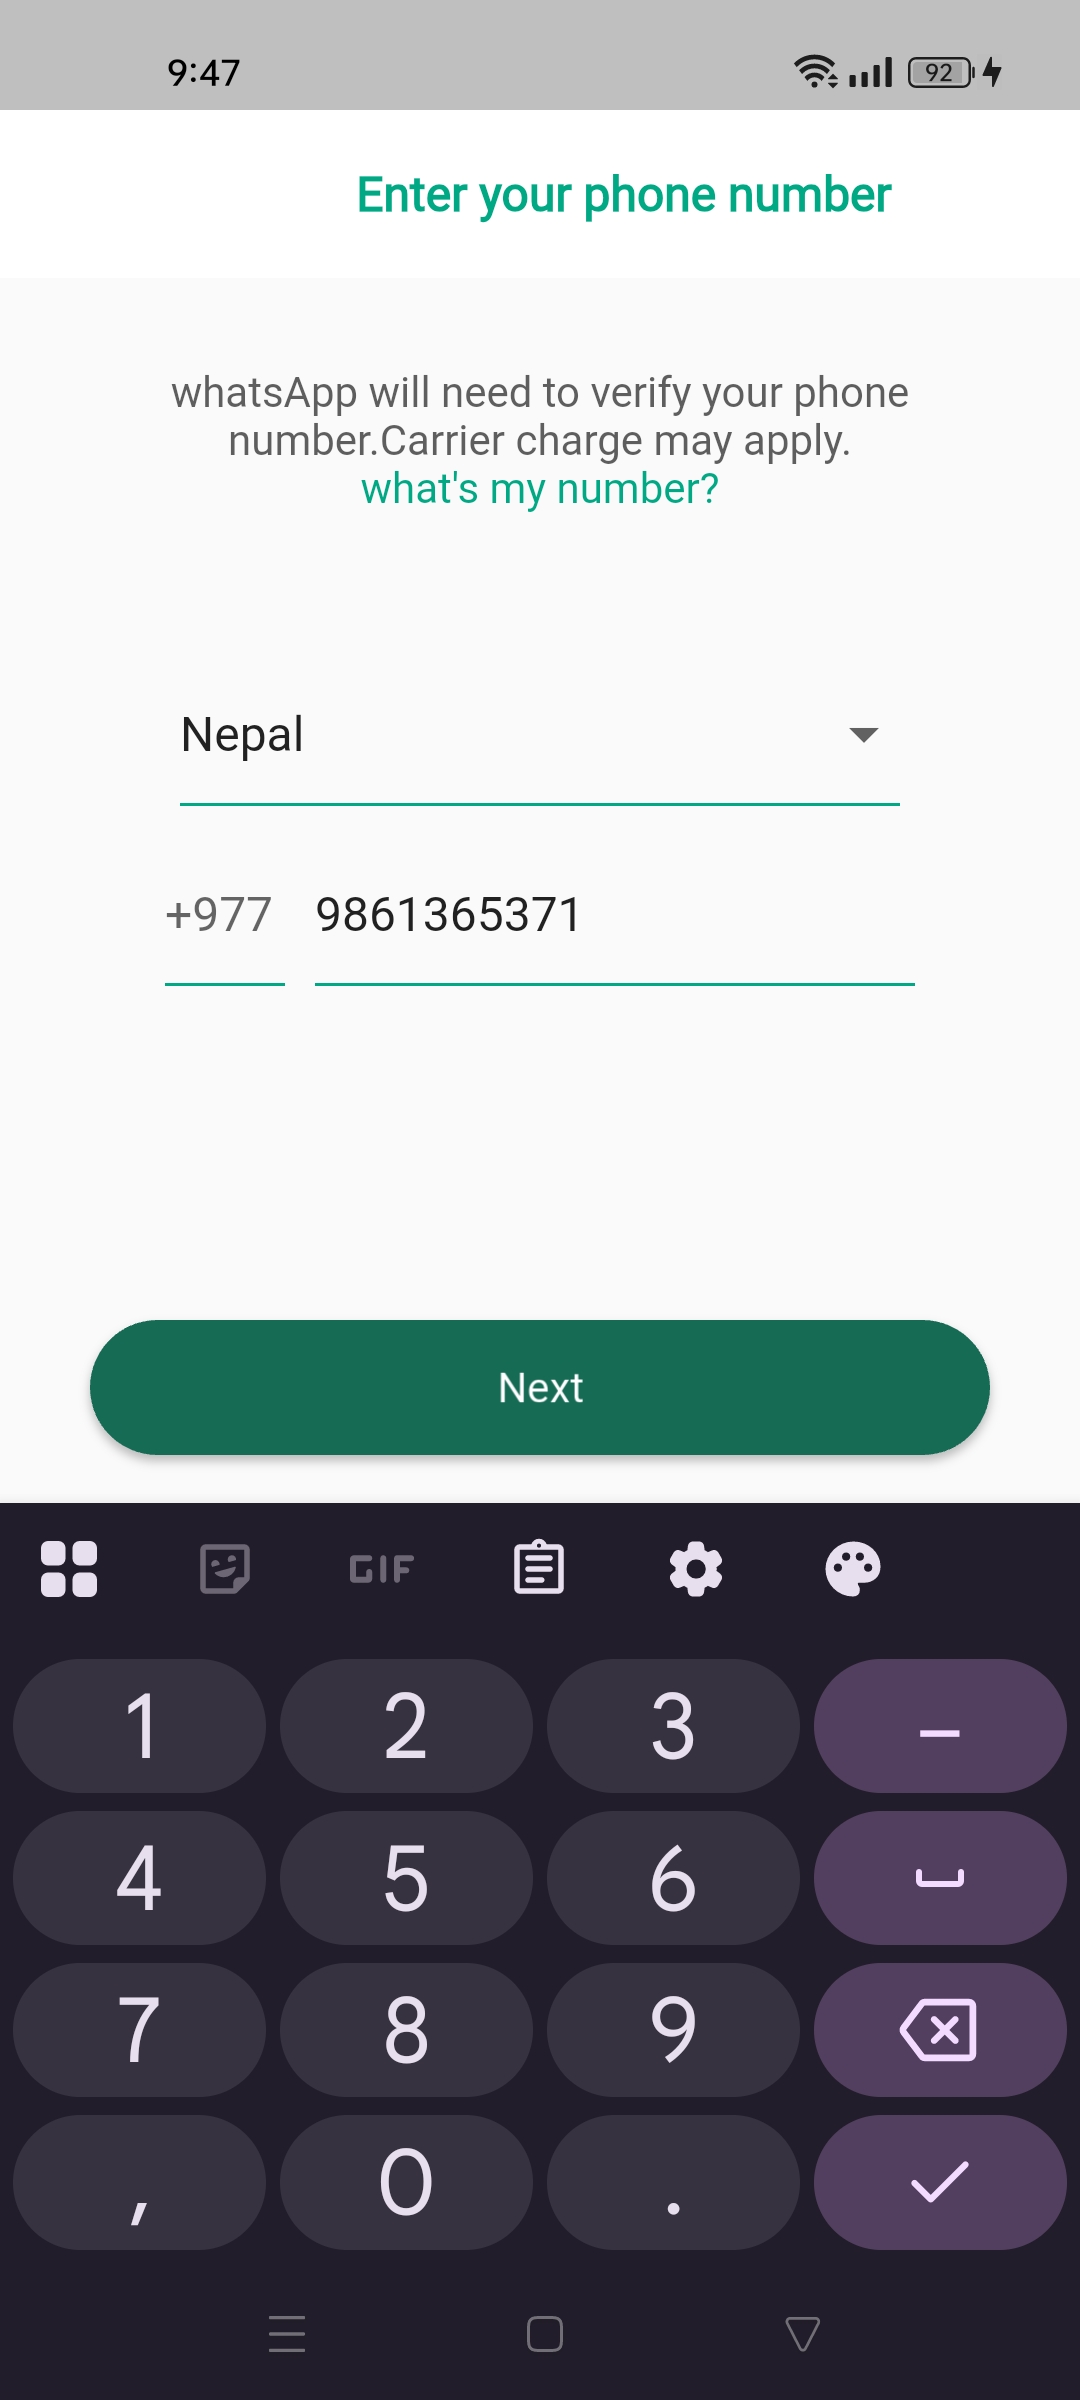 9:47
92
Enter your phone number
whatsApp will need to verify your phone
number.Carrier charge may apply.
what's my number?
Nepal
+977 9861365371
Next
GIF
1 2 3 –
4 5 6
7 8 9
, 0 .